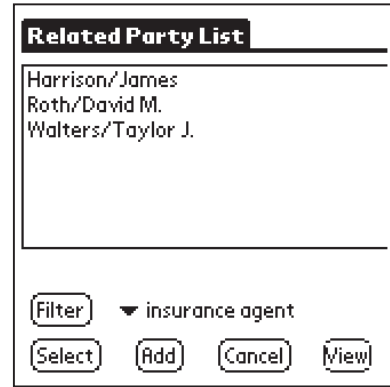 Related Party List
Harrison/James
Roth/David M.
Walters/Taylor J.
Filter insurance agent
Select Add Cancel View